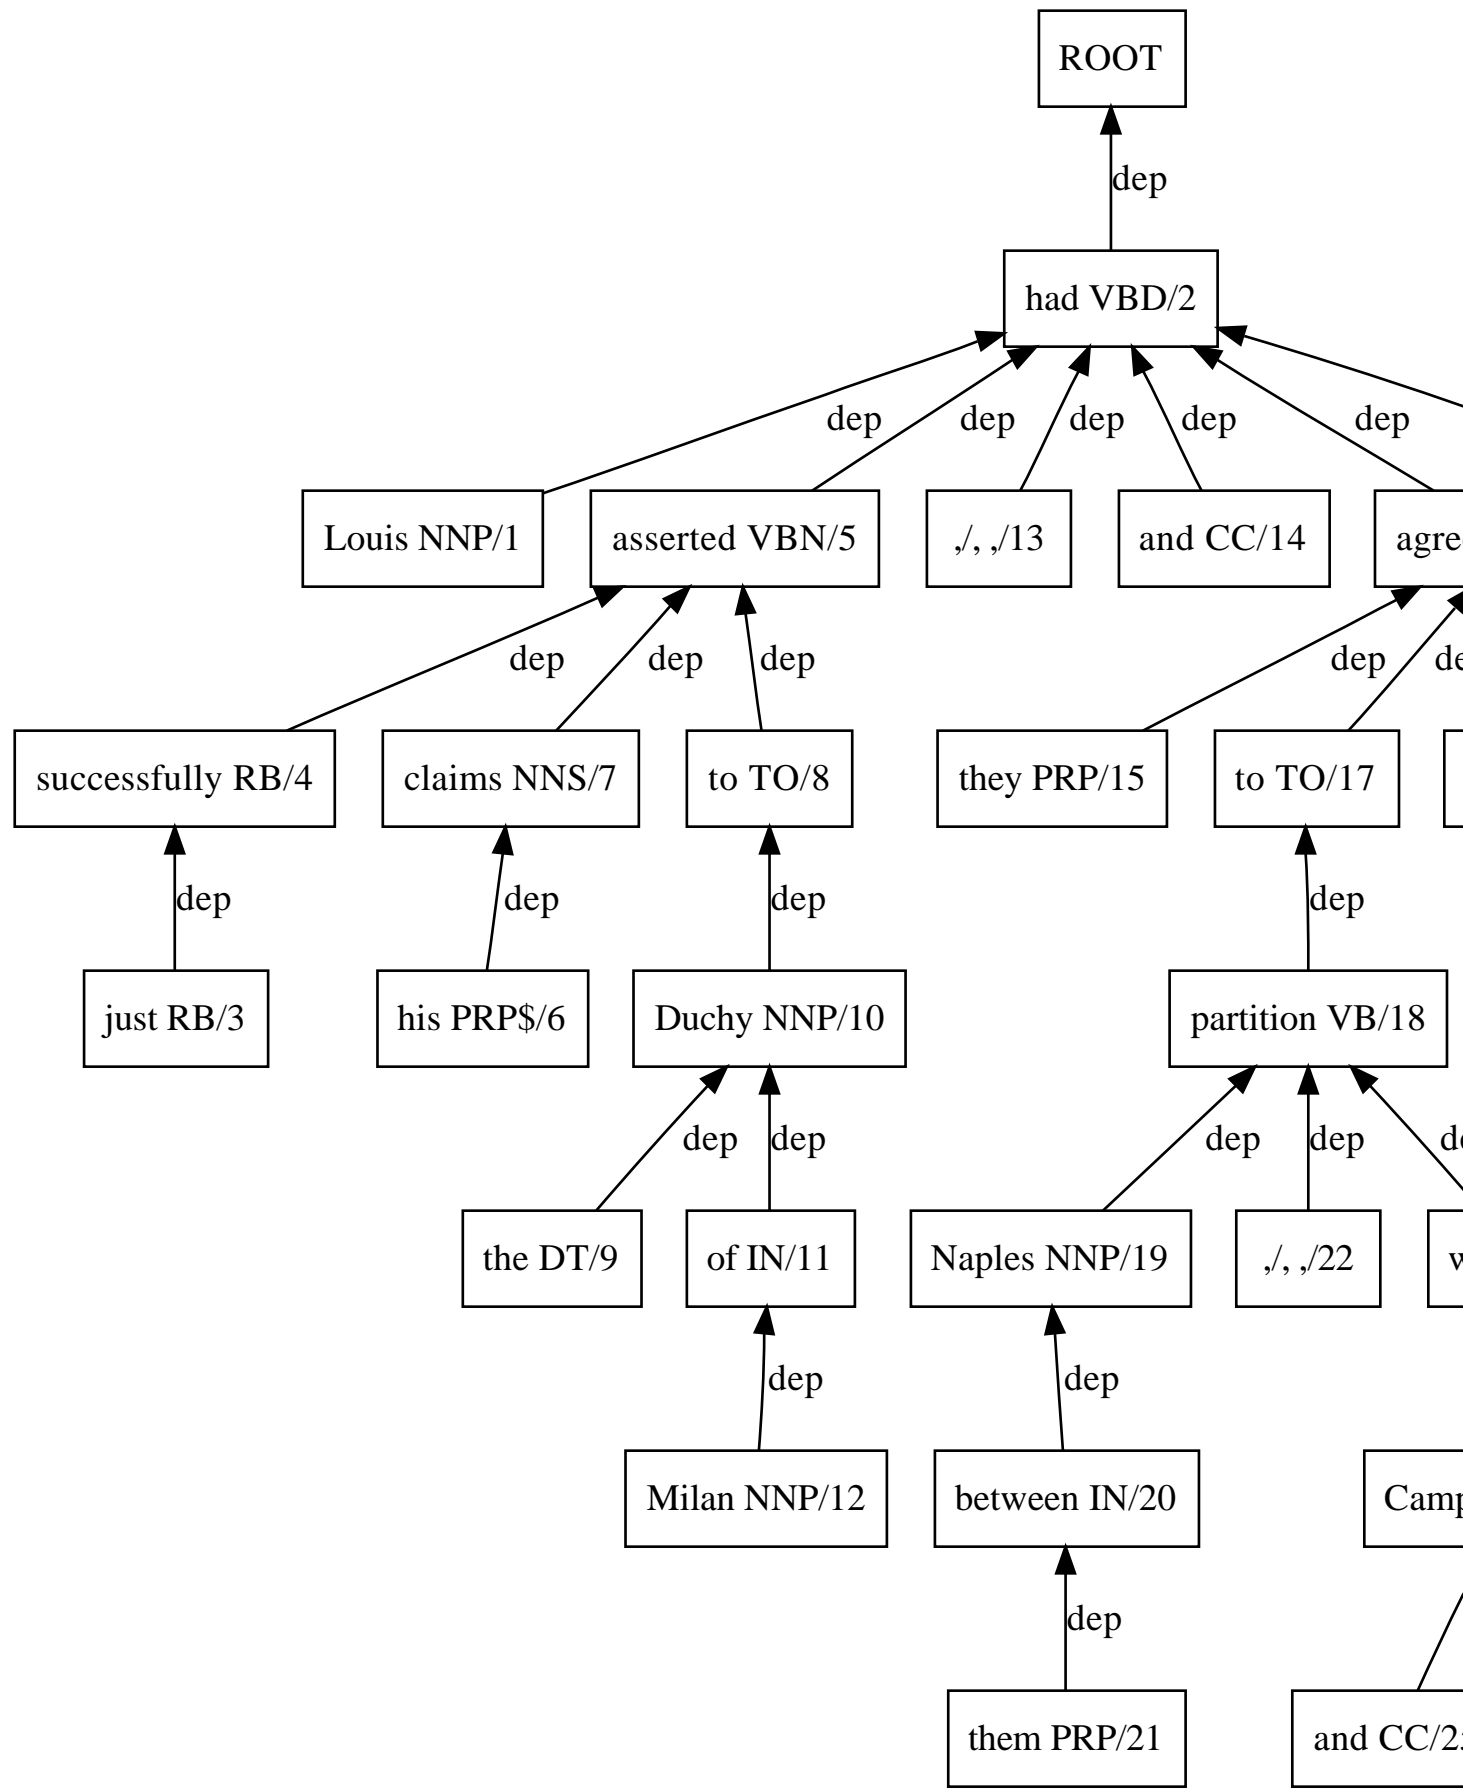 ROOT
dep
had VBD/2
dep dep dep dep dep
Louis NNP/1 asserted VBN/5 ,/, ,/13 and CC/14
dep dep dep dep
successfully RB/4 claims NNS/7 to TO/8 they PRP/15 to TO/17
dep dep dep dep
just RB/3 his PRP$/6 Duchy NNP/10 partition VB/18
dep dep dep dep
the DT/9 of IN/11 Naples NNP/19 ,/, ,/22
dep dep
Milan NNP/12 between IN/20
dep
them PRP/21 and